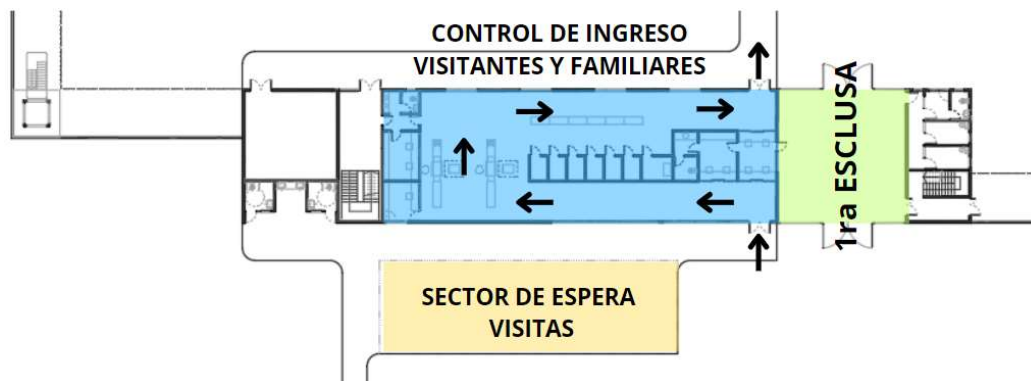 CONTROL DE INGRESO
VISITANTES Y FAMILIARES
1ra ESCLUSA
SECTOR DE ESPERA
VISITAS